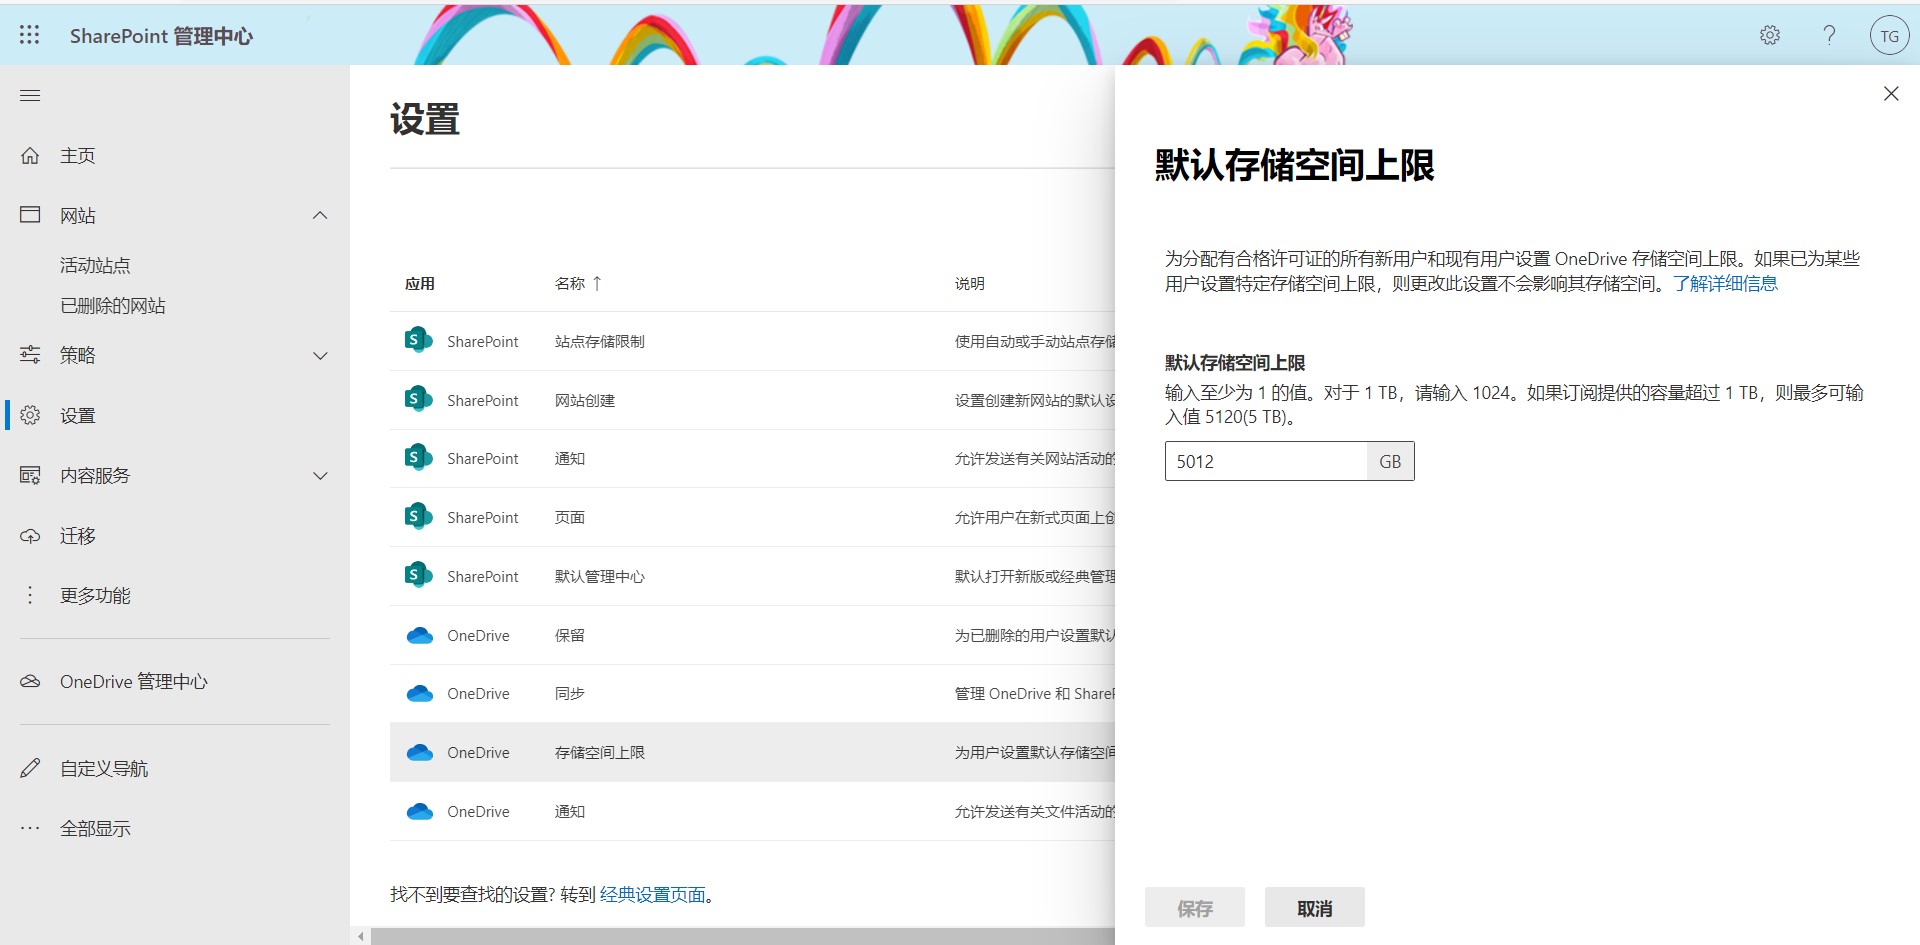 SharePoint 管理中心
TG
主页
网站
活动站点
已删除的网站
策略
设置
内容服务
迁移
更多功能
OneDrive 管理中心
自定义导航
全部显示
设置
应用 名称 ↑ 说明
SharePoint 站点存储限制 使用自动或手动站点存储
SharePoint 网站创建 设置创建新网站的默认设
SharePoint 通知 允许发送有关网站活动的
SharePoint 页面 允许用户在新式页面上创
SharePoint 默认管理中心 默认打开新版或经典管理
OneDrive 保留 为已删除的用户设置默认
OneDrive 同步 管理 OneDrive 和 ShareP
OneDrive 存储空间上限 为用户设置默认存储空间
OneDrive 通知 允许发送有关文件活动的
找不到要查找的设置? 转到 经典设置页面。
默认存储空间上限
为分配有合格许可证的所有新用户和现有用户设置 OneDrive 存储空间上限。如果已为某些
用户设置特定存储空间上限，则更改此设置不会影响其存储空间。了解详细信息
默认存储空间上限
输入至少为 1 的值。对于 1 TB，请输入 1024。如果订阅提供的容量超过 1 TB，则最多可输
入值 5120(5 TB)。
5012 GB
保存 取消